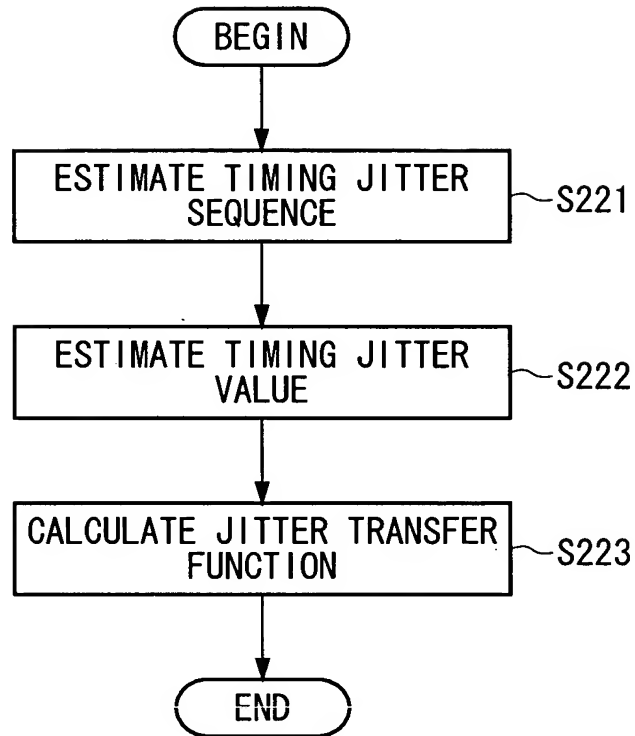 BEGIN
ESTIMATE TIMING JITTER
SEQUENCE
S221
ESTIMATE TIMING JITTER
VALUE
S222
CALCULATE JITTER TRANSFER
FUNCTION
S223
END